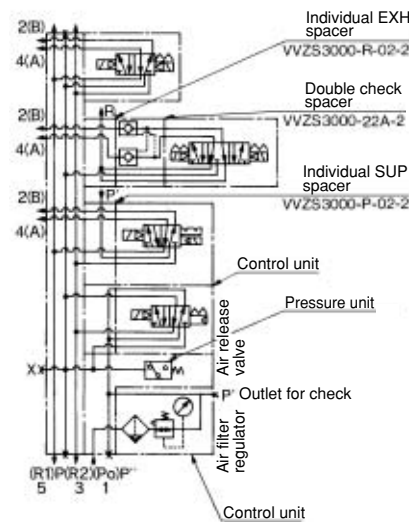 Individual EXH
spacer
VVZS3000-R-02-2
2(B)
4(A)
Double check
spacer
VVZS3000-22A-2
2(B)
R
4(A)
Individual SUP
spacer
VVZS3000-P-02-2
P
2(B)
4(A)
Control unit
Pressure unit
Air release
valve
X
P' Outlet for check
Air filter
regulator
(R1)P(R2)(Po)P''
5 3 1
Control unit